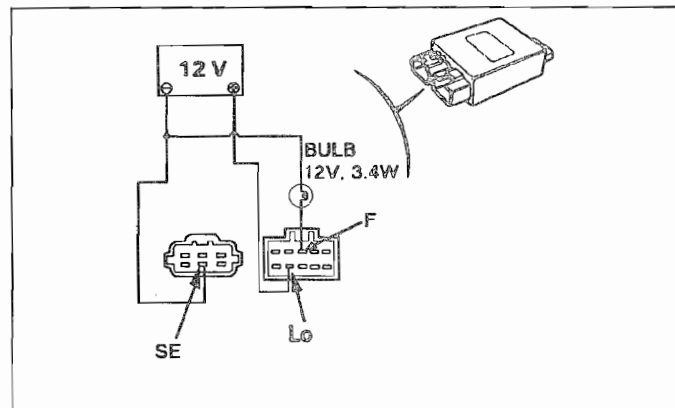 12 V
⊖ ⊕
BULB
12V, 3.4W
F
SE
Lo